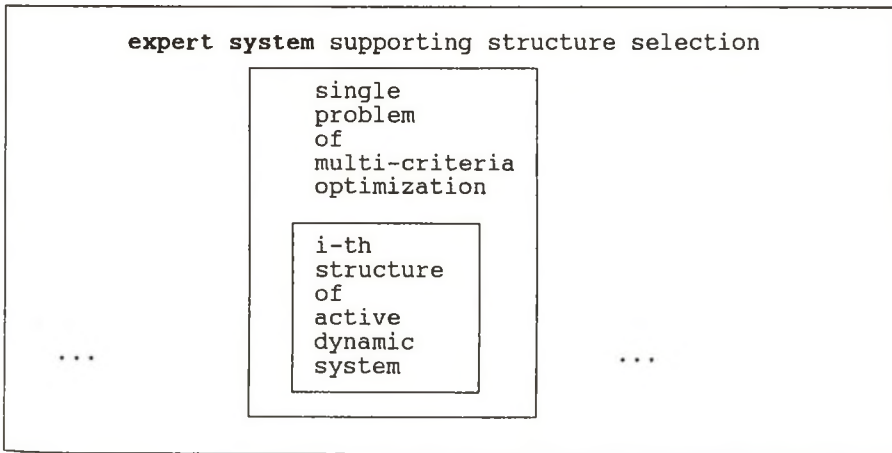 expert system supporting structure selection
single
problem
of
multi-criteria
optimization
i-th
structure
of
active
dynamic
system
... ...